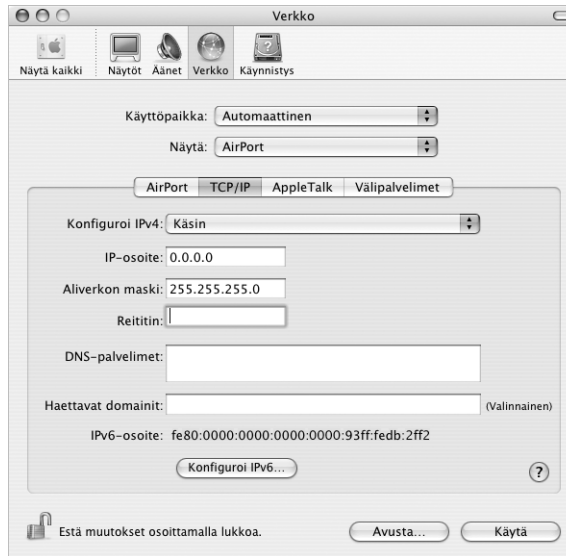 Verkko
Näytä kaikki Näytöt Äänet Verkko Käynnistys
Käyttöpaikka: Automaattinen
Näytä: AirPort
AirPort TCP/IP AppleTalk Välipalvelimet
Konfiguroi IPv4: Käsin
IP-osoite: 0.0.0.0
Aliverkon maski: 255.255.255.0
Reititin:
DNS-palvelimet:
Haettavat domainit: (Valinnainen)
IPv6-osoite: fe80:0000:0000:0000:0000:93ff:fedb:2ff2
Konfiguroi IPv6...
?
Estä muutokset osoittamalla lukkoa. Avusta... Käytä